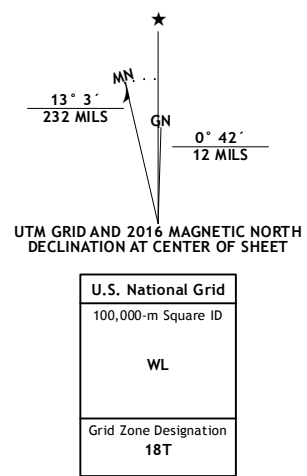 ★
MN
GN
13° 3´
232 MILS
0° 42´
12 MILS
UTM GRID AND 2016 MAGNETIC NORTH
DECLINATION AT CENTER OF SHEET
U.S. National Grid
100,000-m Square ID
WL
Grid Zone Designation
18T